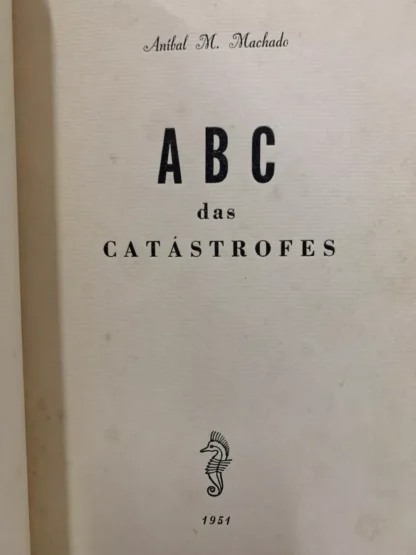 Aníbal M. Machado
ABC
das
CATÁSTROFES
1951